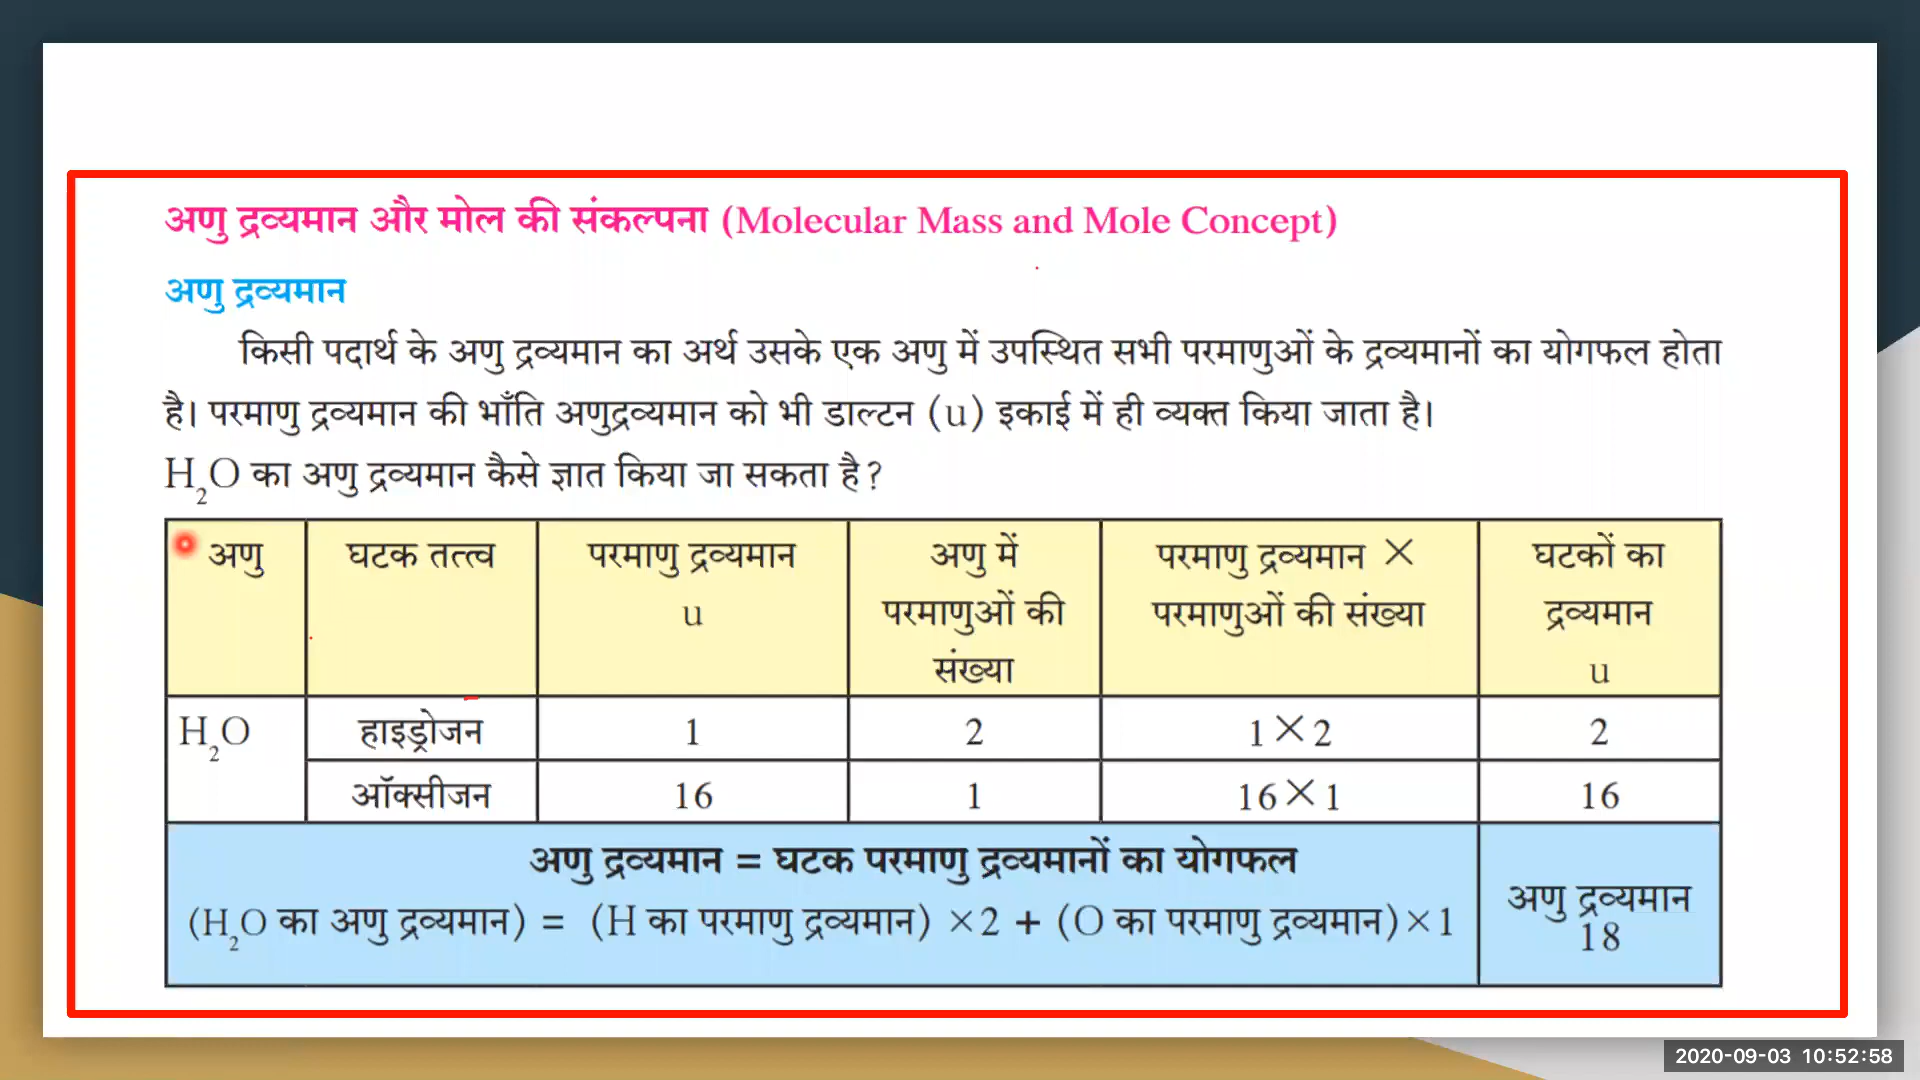 अणु द्रव्यमान और मोल की संकल्पना (Molecular Mass and Mole Concept)
अणु द्रव्यमान
किसी पदार्थ के अणु द्रव्यमान का अर्थ उसके एक अणु में उपस्थित सभी परमाणुओं के द्रव्यमानों का योगफल होता
है। परमाणु द्रव्यमान की भाँति अणुद्रव्यमान को भी डाल्टन (u) इकाई में ही व्यक्त किया जाता है।
H₂O का अणु द्रव्यमान कैसे ज्ञात किया जा सकता है?
अणु घटक तत्त्व परमाणु द्रव्यमान u अणु में परमाणुओं की संख्या परमाणु द्रव्यमान × परमाणुओं की संख्या घटकों का द्रव्यमान u
H₂O हाइड्रोजन 1 2 1×2 2
ऑक्सीजन 16 1 16×1 16
अणु द्रव्यमान = घटक परमाणु द्रव्यमानों का योगफल
(H₂O का अणु द्रव्यमान) = (H का परमाणु द्रव्यमान) ×2 + (O का परमाणु द्रव्यमान)×1
अणु द्रव्यमान
18
2020-09-03 10:52:58